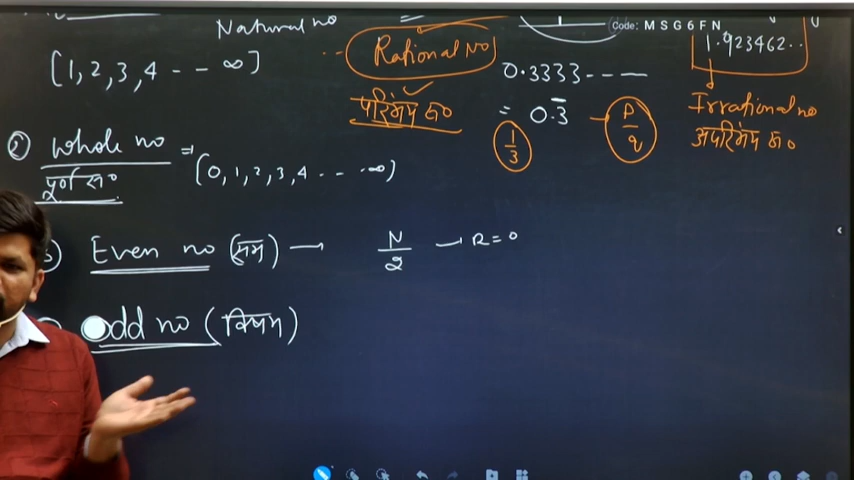 Natural no
[1, 2, 3, 4 - - - ∞]
② Whole no = [0, 1, 2, 3, 4 - - - ∞)
पूर्ण सं०
3) Even no (सम) — N/2 — R = 0
Odd no (विषम)
Rational No
परिमेय सं०
0.3333 - - - -
= 0.3̅ — P/q
1/3
Code: M S G 6 F N
1.923462..
Irrational no
अपरिमेय सं०